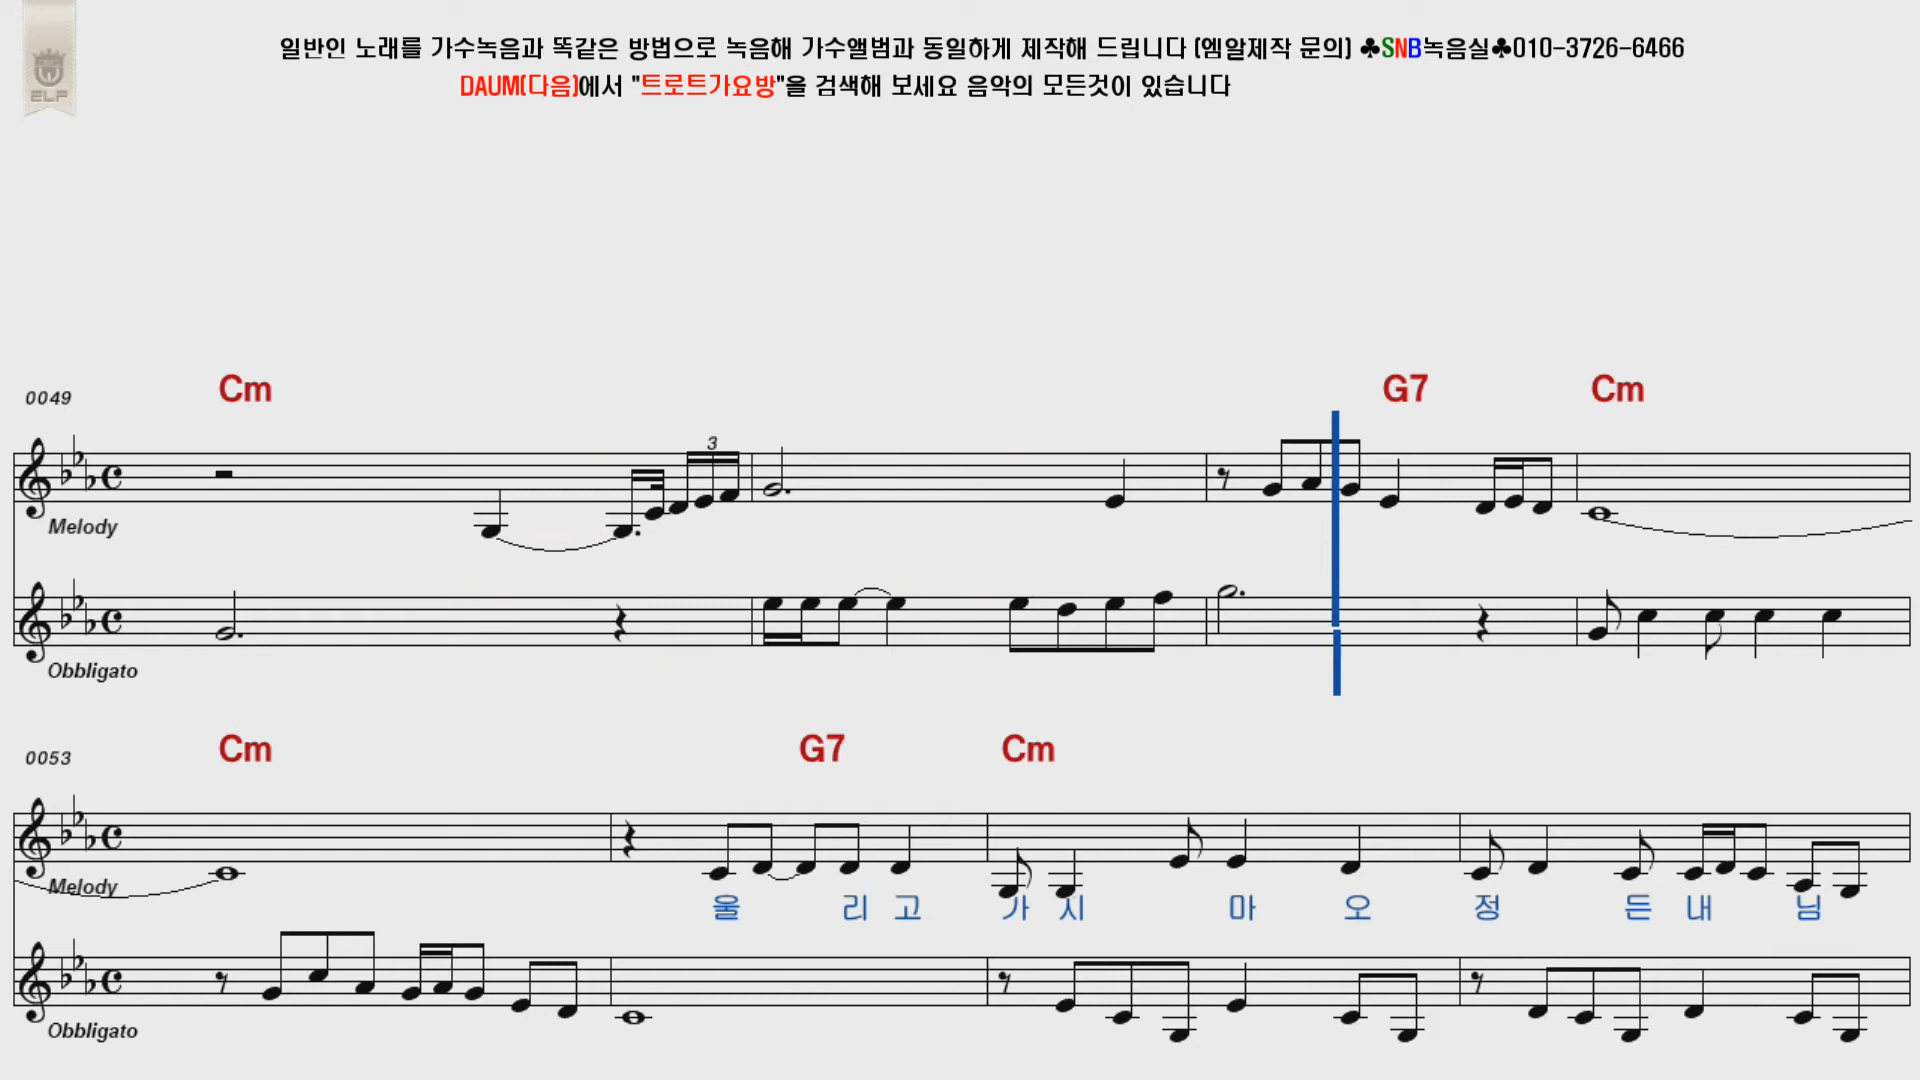 일반인 노래를 가수녹음과 똑같은 방법으로 녹음해 가수앨범과 동일하게 제작해 드립니다 (엠알제작 문의) ♣SNB녹음실♣010-3726-6466
DAUM(다음)에서 "트로트가요방"을 검색해 보세요 음악의 모든것이 있습니다
ELF
0049 Cm G7 Cm
3
Melody
Obbligato
0053 Cm G7 Cm
Melody
울 리 고 가 시 마 오 정 든 내 님
Obbligato